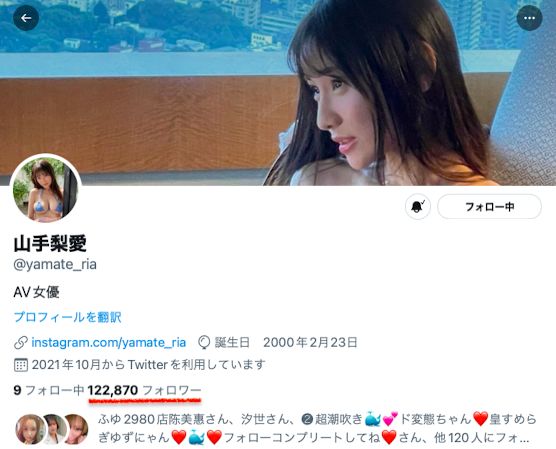 フォロー中
山手梨愛
@yamate_ria
AV女優
プロフィールを翻訳
instagram.com/yamate_ria 誕生日 2000年2月23日
2021年10月からTwitterを利用しています
9 フォロー中 122,870 フォロワー
ふゆ2980店陈美惠さん、汐世さん、❷超潮吹き🐳💕ド変態ちゃん❤️皇すめら
ぎゆずにゃん❤️🐳❤️フォローコンプリートしてね❤️さん、他120人にフォ...